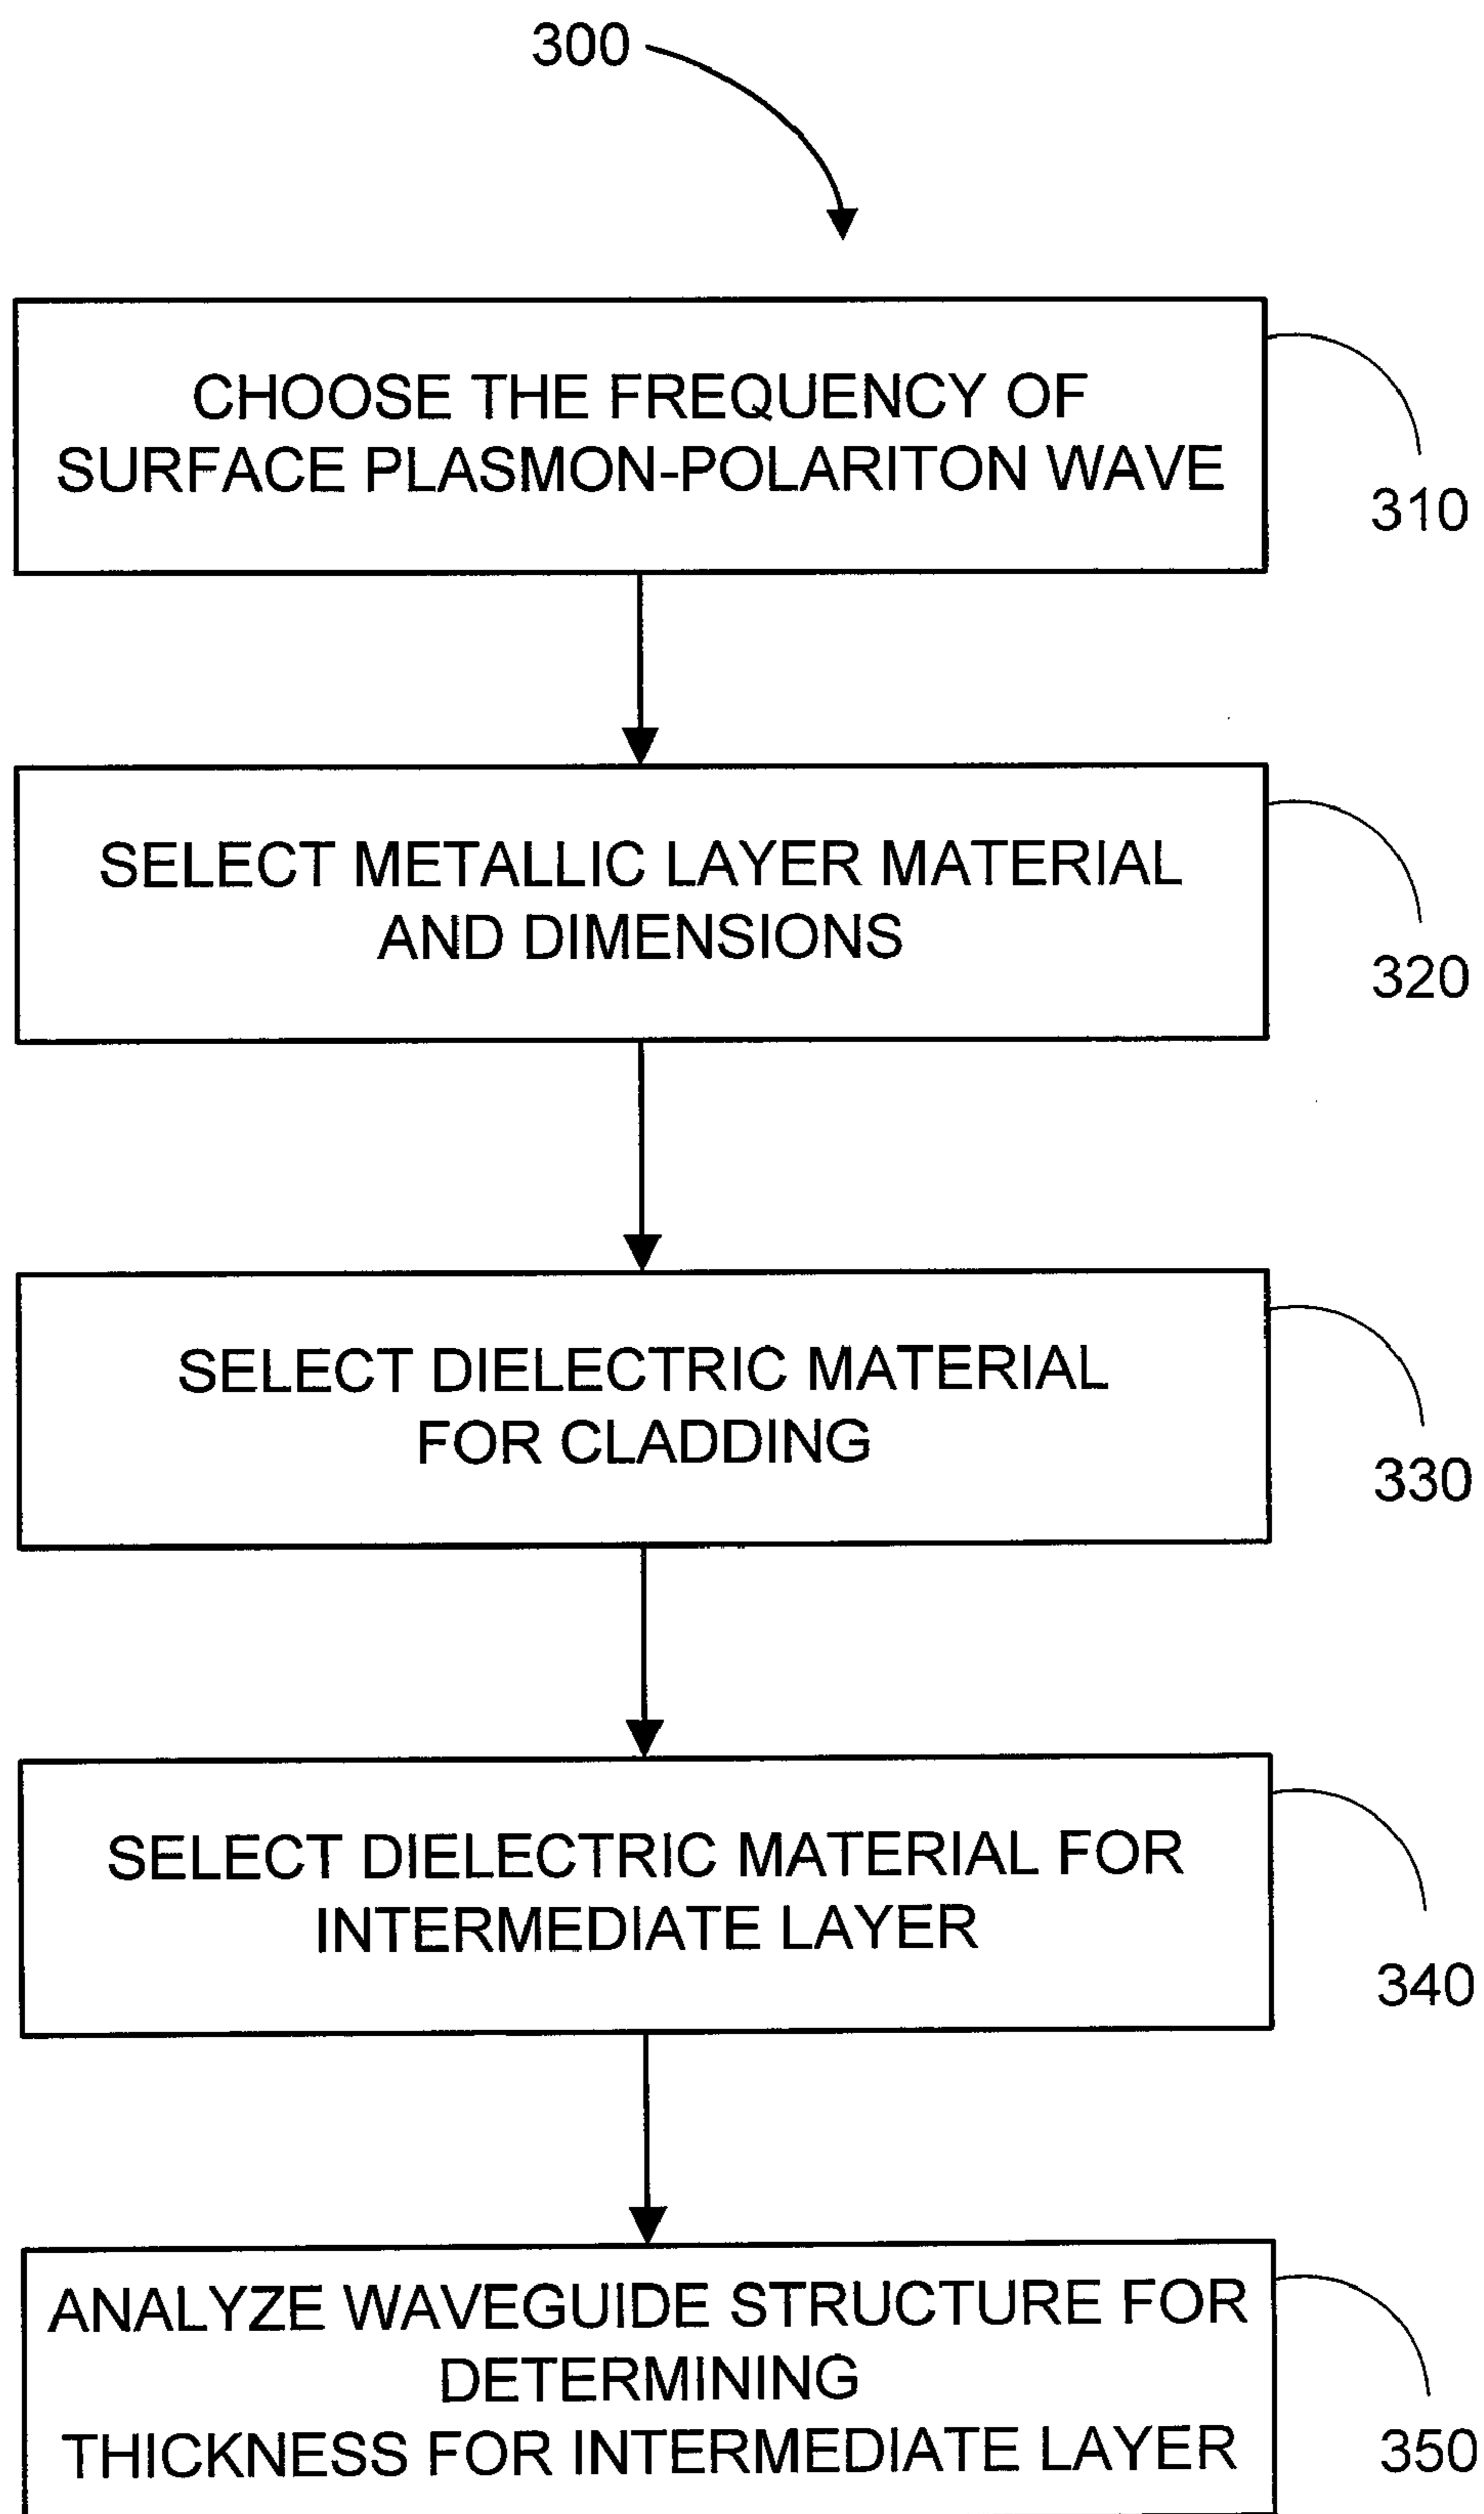 300
CHOOSE THE FREQUENCY OF
SURFACE PLASMON-POLARITON WAVE
310
SELECT METALLIC LAYER MATERIAL
AND DIMENSIONS
320
SELECT DIELECTRIC MATERIAL
FOR CLADDING
330
SELECT DIELECTRIC MATERIAL FOR
INTERMEDIATE LAYER
340
ANALYZE WAVEGUIDE STRUCTURE FOR
DETERMINING
THICKNESS FOR INTERMEDIATE LAYER
350